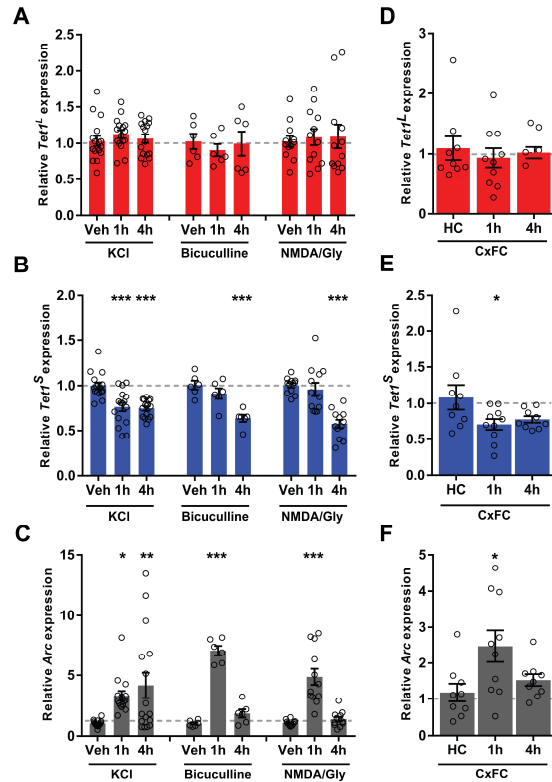 A
Relative Tet1L expression
2.5
2.0
1.5
1.0
0.5
0.0
Veh 1h 4h Veh 1h 4h Veh 1h 4h
KCl Bicuculline NMDA/Gly
D
Relative Tet1L expression
3
2
1
0
HC 1h 4h
CxFC
B
Relative Tet1S expression
2.0
1.5
1.0
0.5
0.0
*** *** *** ***
Veh 1h 4h Veh 1h 4h Veh 1h 4h
KCl Bicuculline NMDA/Gly
E
Relative Tet1S expression
2.5
2.0
1.5
1.0
0.5
0.0
*
HC 1h 4h
CxFC
C
Relative Arc expression
15
10
5
0
* ** *** ***
Veh 1h 4h Veh 1h 4h Veh 1h 4h
KCl Bicuculline NMDA/Gly
F
Relative Arc expression
5
4
3
2
1
0
*
HC 1h 4h
CxFC